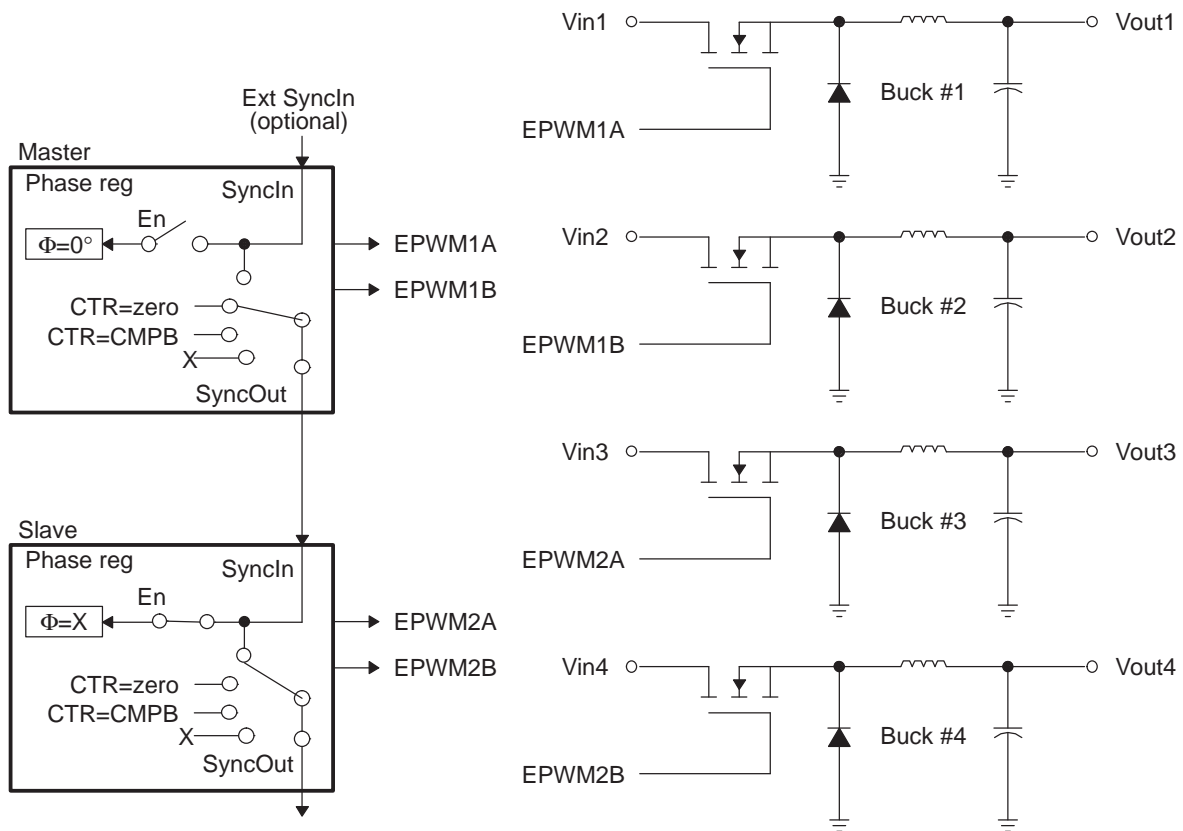 Ext SyncIn
(optional)
Master
Phase reg
SyncIn
En
Φ=0°
CTR=zero
CTR=CMPB
X
SyncOut
EPWM1A
EPWM1B
Slave
Phase reg
SyncIn
En
Φ=X
CTR=zero
CTR=CMPB
X
SyncOut
EPWM2A
EPWM2B
Vin1
Vout1
Buck #1
EPWM1A
Vin2
Vout2
Buck #2
EPWM1B
Vin3
Vout3
Buck #3
EPWM2A
Vin4
Vout4
Buck #4
EPWM2B